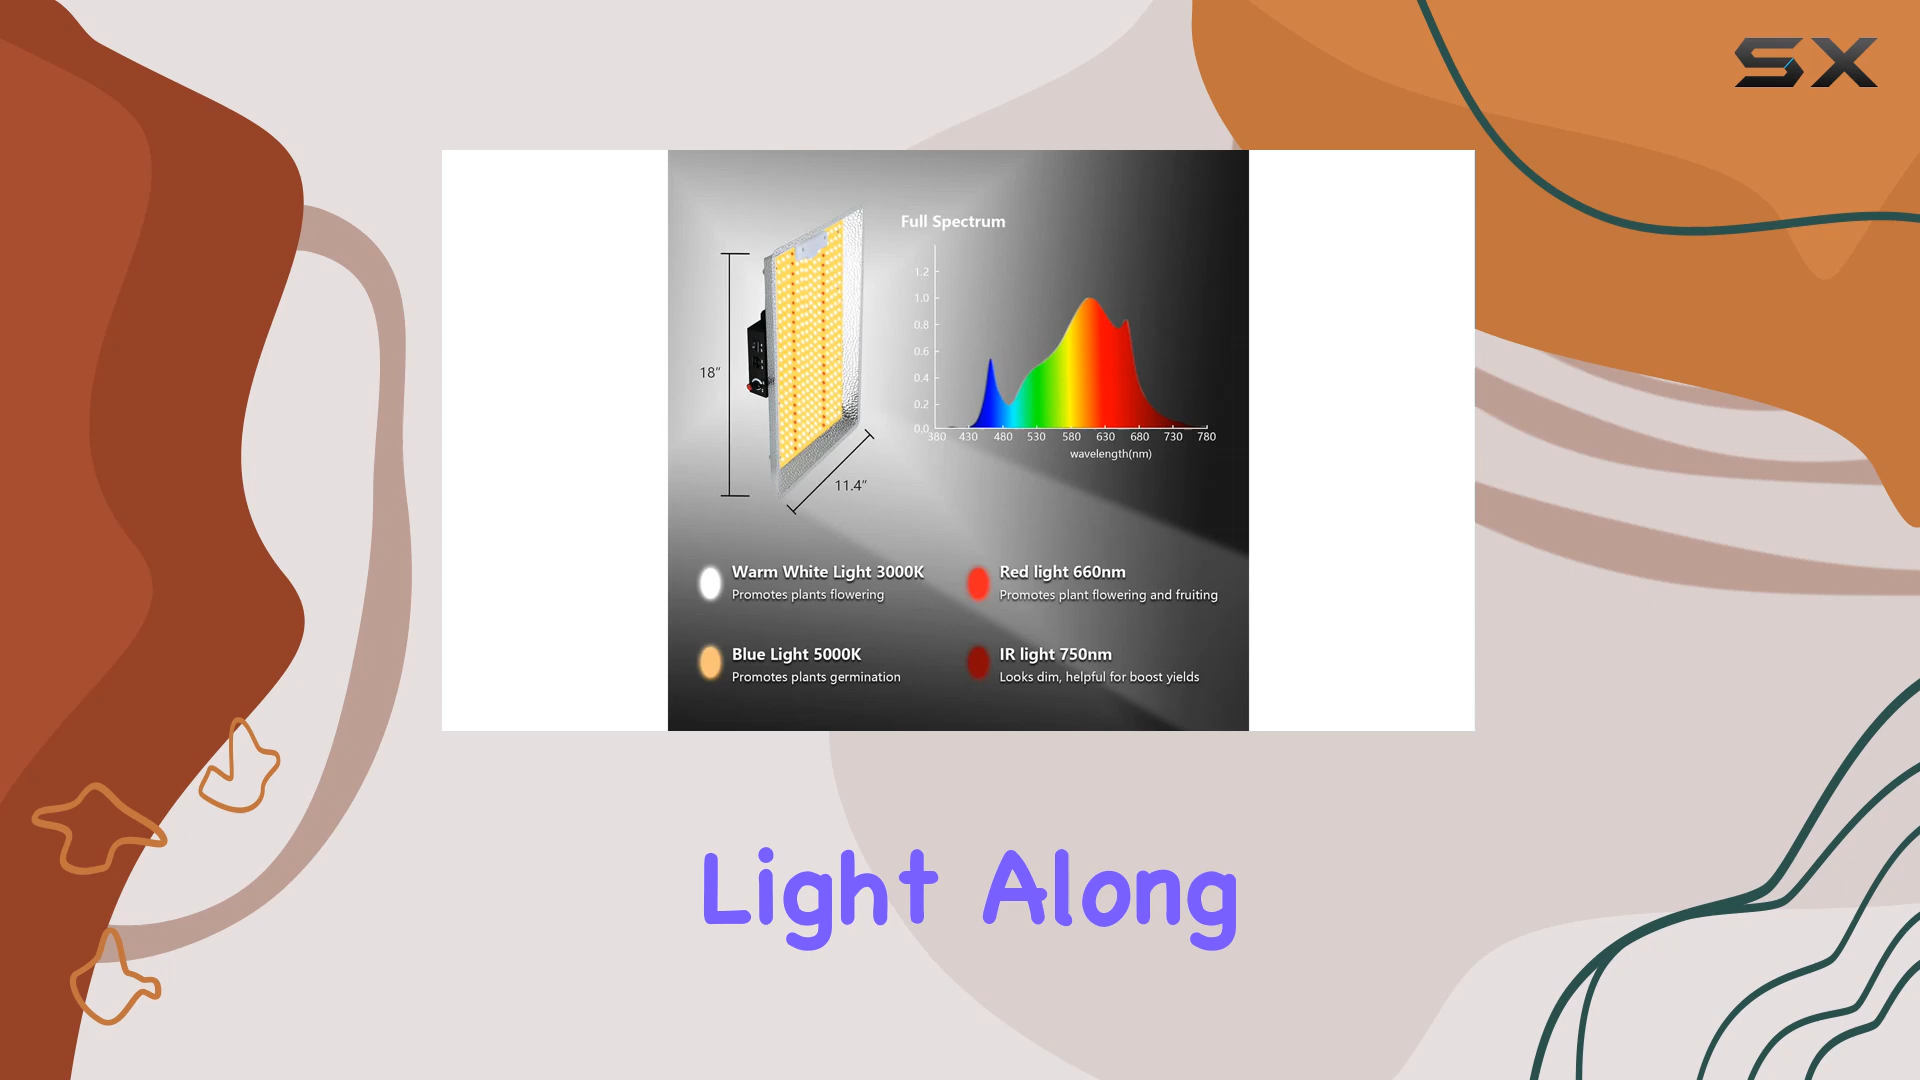 SX
Full Spectrum
1.2
1.0
0.8
0.6
0.4
0.2
0.0
380 430 480 530 580 630 680 730 780
wavelength(nm)
18"
11.4"
Warm White Light 3000K
Promotes plants flowering
Red light 660nm
Promotes plant flowering and fruiting
Blue Light 5000K
Promotes plants germination
IR light 750nm
Looks dim, helpful for boost yields
Light Along